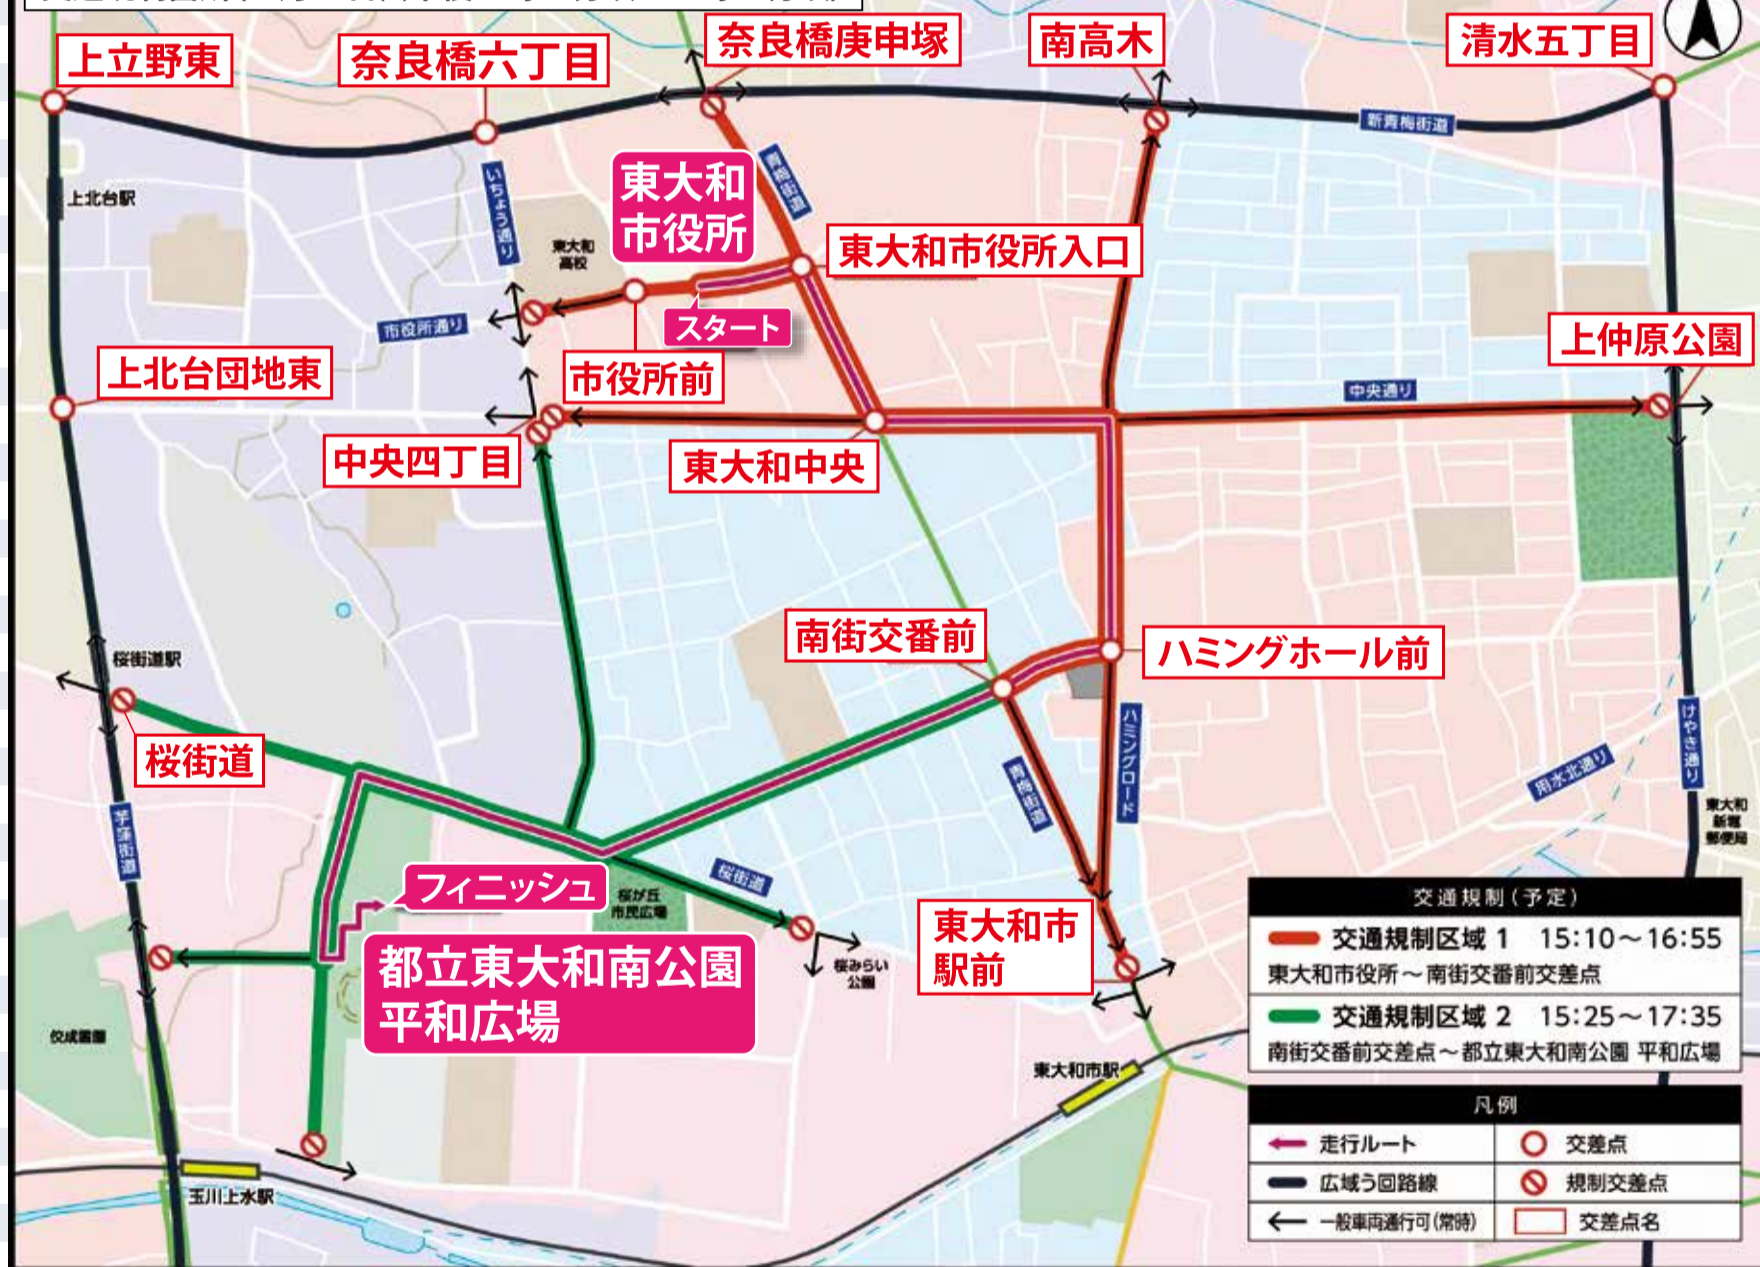 上立野東
奈良橋六丁目
奈良橋庚申塚
南高木
清水五丁目
新青梅街道
青梅街道
いちょう通り
上北台駅
東大和
市役所
東大和
高校
東大和市役所入口
スタート
市役所通り
上仲原公園
上北台団地東
市役所前
中央通り
中央四丁目
東大和中央
南街交番前
ハミングホール前
桜街道駅
桜街道
ハミングロード
けやき通り
青梅街道
用水北通り
芋窪街道
東大和
新電
郵便局
フィニッシュ
桜が丘
市民広場
桜街道
都立東大和南公園
平和広場
東大和市
駅前
桜みらい
公園
佼成霊園
東大和市駅
玉川上水駅
交通規制(予定)
交通規制区域 1 15:10～16:55
東大和市役所～南街交番前交差点
交通規制区域 2 15:25～17:35
南街交番前交差点～都立東大和南公園 平和広場
凡例
走行ルート
交差点
広域う回路線
規制交差点
一般車両通行可(常時)
交差点名